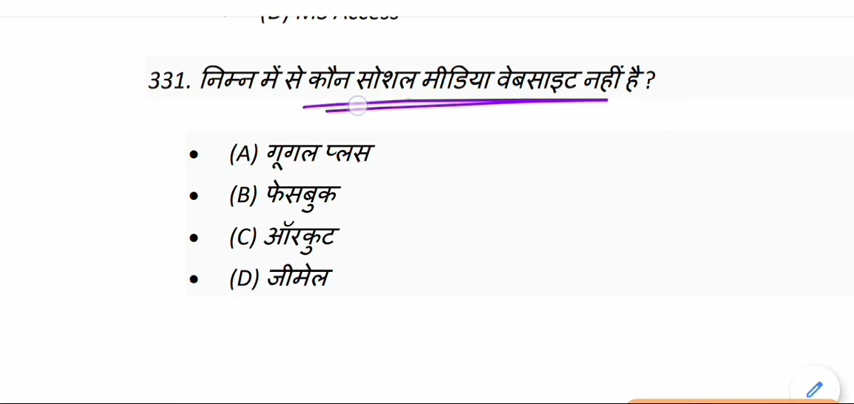 331. निम्न में से कौन सोशल मीडिया वेबसाइट नहीं है?
• (A) गूगल प्लस
• (B) फेसबुक
• (C) ऑरकुट
• (D) जीमेल